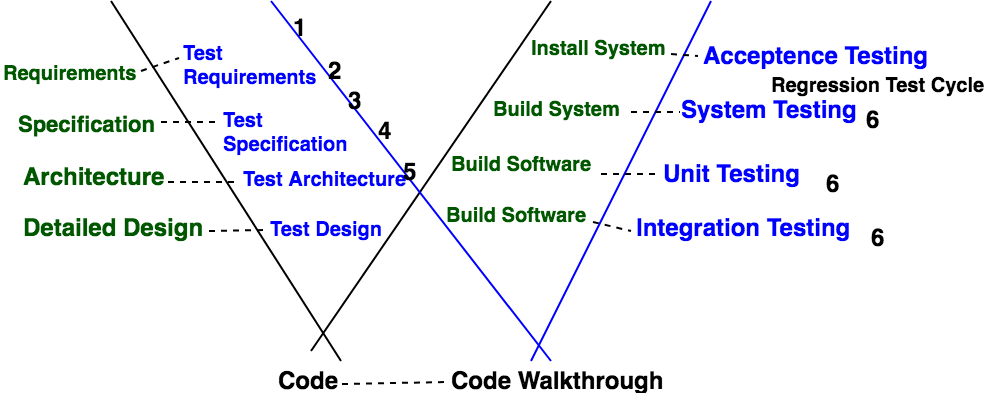 1
Install System
Test
Requirements
Acceptence Testing
Requirements
2
Regression Test Cycle
3
Build System
System Testing
6
Specification
Test
Specification
4
Build Software
Unit Testing
6
Architecture
Test Architecture
5
Build Software
Integration Testing
6
Detailed Design
Test Design
Code
Code Walkthrough